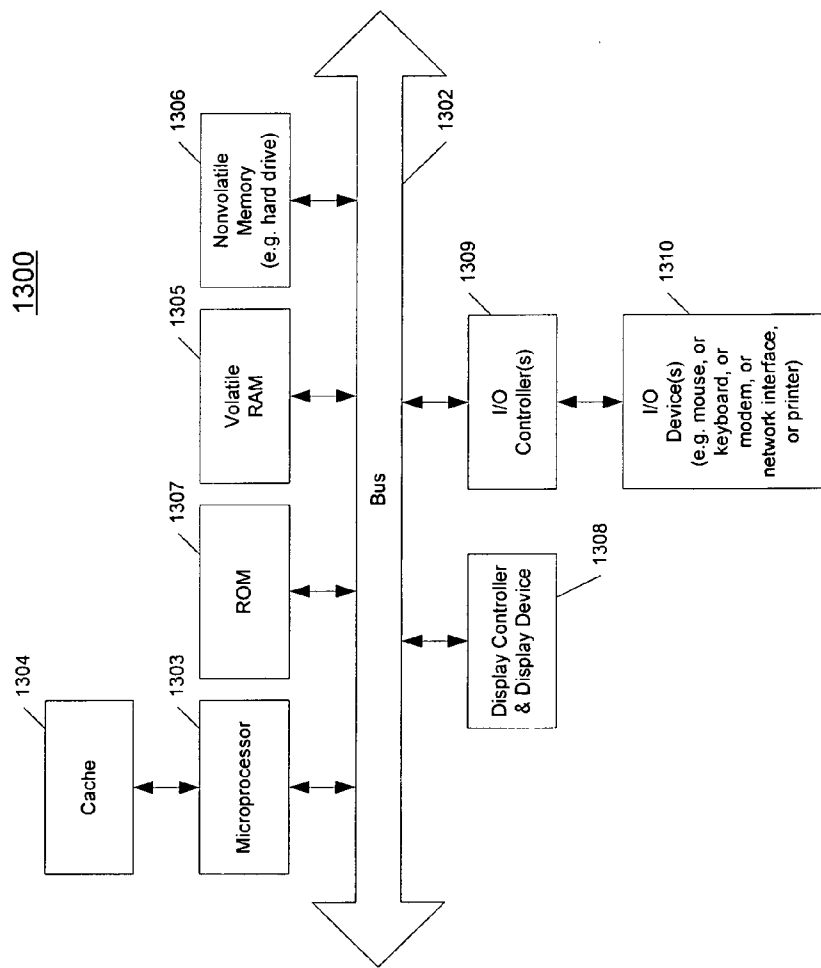 1300
1304
Cache
1303
Microprocessor
1307
ROM
1305
Volatile
RAM
1306
Nonvolatile
Memory
(e.g. hard drive)
Bus
1302
Display Controller
& Display Device
1308
I/O
Controller(s)
1309
I/O
Device(s)
(e.g. mouse, or
keyboard, or
modem, or
network interface,
or printer)
1310